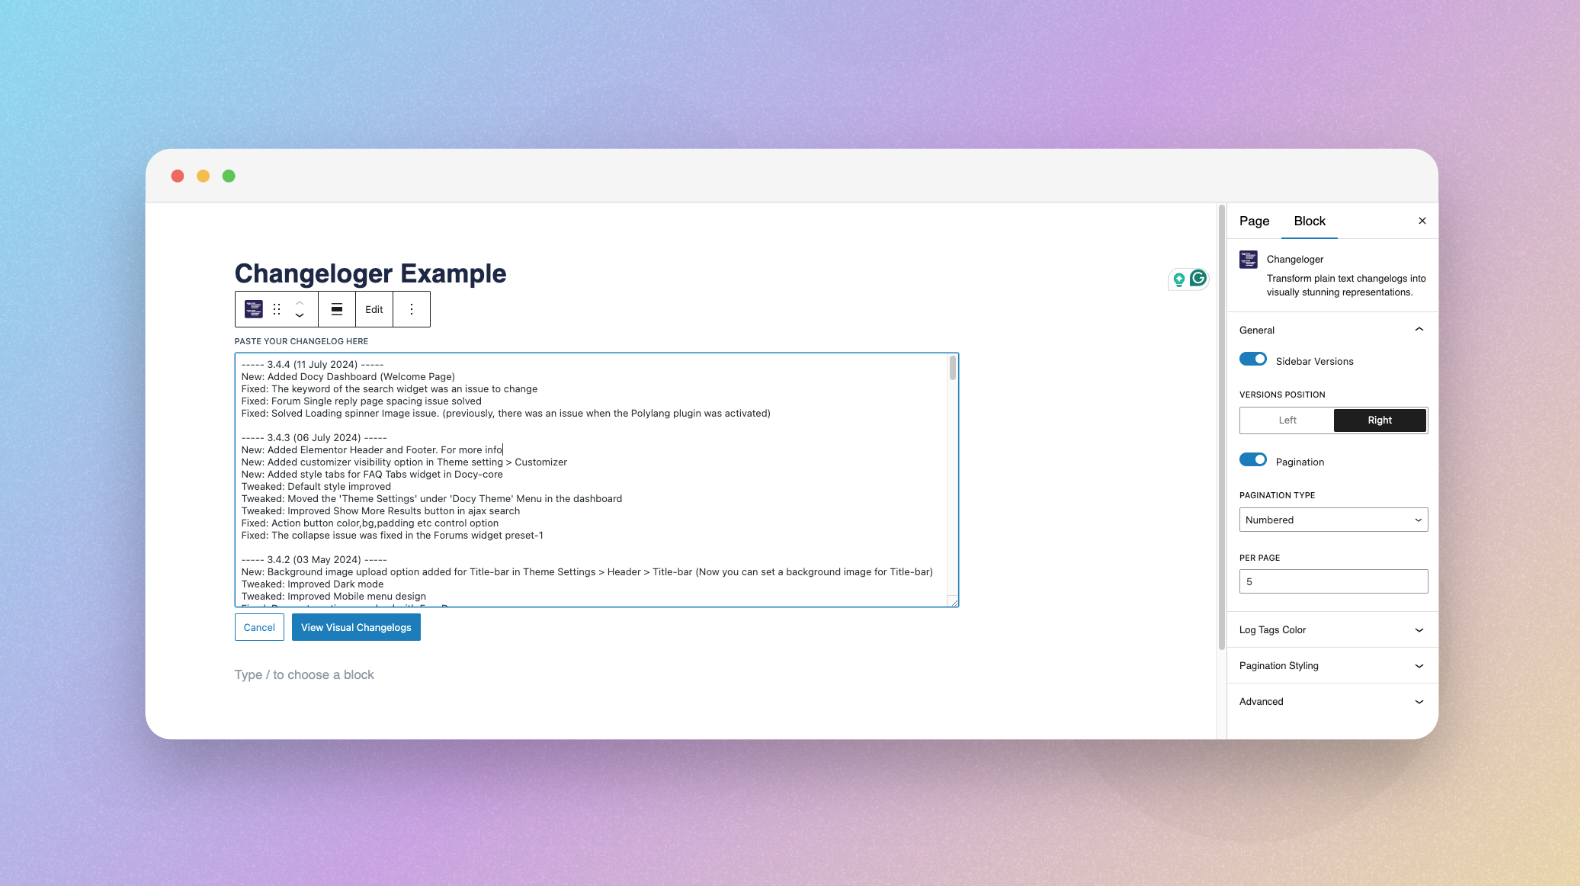 Changeloger Example
Edit
PASTE YOUR CHANGELOG HERE
----- 3.4.4 (11 July 2024) -----
New: Added Docy Dashboard (Welcome Page)
Fixed: The keyword of the search widget was an issue to change
Fixed: Forum Single reply page spacing issue solved
Fixed: Solved Loading spinner Image issue. (previously, there was an issue when the Polylang plugin was activated)
----- 3.4.3 (06 July 2024) -----
New: Added Elementor Header and Footer. For more info
New: Added customizer visibility option in Theme setting > Customizer
New: Added style tabs for FAQ Tabs widget in Docy-core
Tweaked: Default style improved
Tweaked: Moved the 'Theme Settings' under 'Docy Theme' Menu in the dashboard
Tweaked: Improved Show More Results button in ajax search
Fixed: Action button color,bg,padding etc control option
Fixed: The collapse issue was fixed in the Forums widget preset-1
----- 3.4.2 (03 May 2024) -----
New: Background image upload option added for Title-bar in Theme Settings > Header > Title-bar (Now you can set a background image for Title-bar)
Tweaked: Improved Dark mode
Tweaked: Improved Mobile menu design
Cancel
View Visual Changelogs
Type / to choose a block
Page
Block
Changeloger
Transform plain text changelogs into
visually stunning representations.
General
Sidebar Versions
VERSIONS POSITION
Left
Right
Pagination
PAGINATION TYPE
Numbered
PER PAGE
5
Log Tags Color
Pagination Styling
Advanced